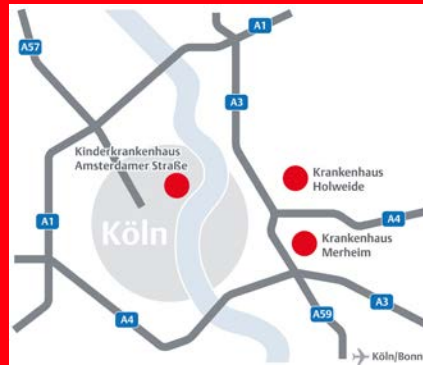 A1
A57
A3
Kinderkrankenhaus
Amsterdamer Straße
Krankenhaus
Holweide
A1
Köln
A4
Krankenhaus
Merheim
A4
A59
A3
Köln/Bonn